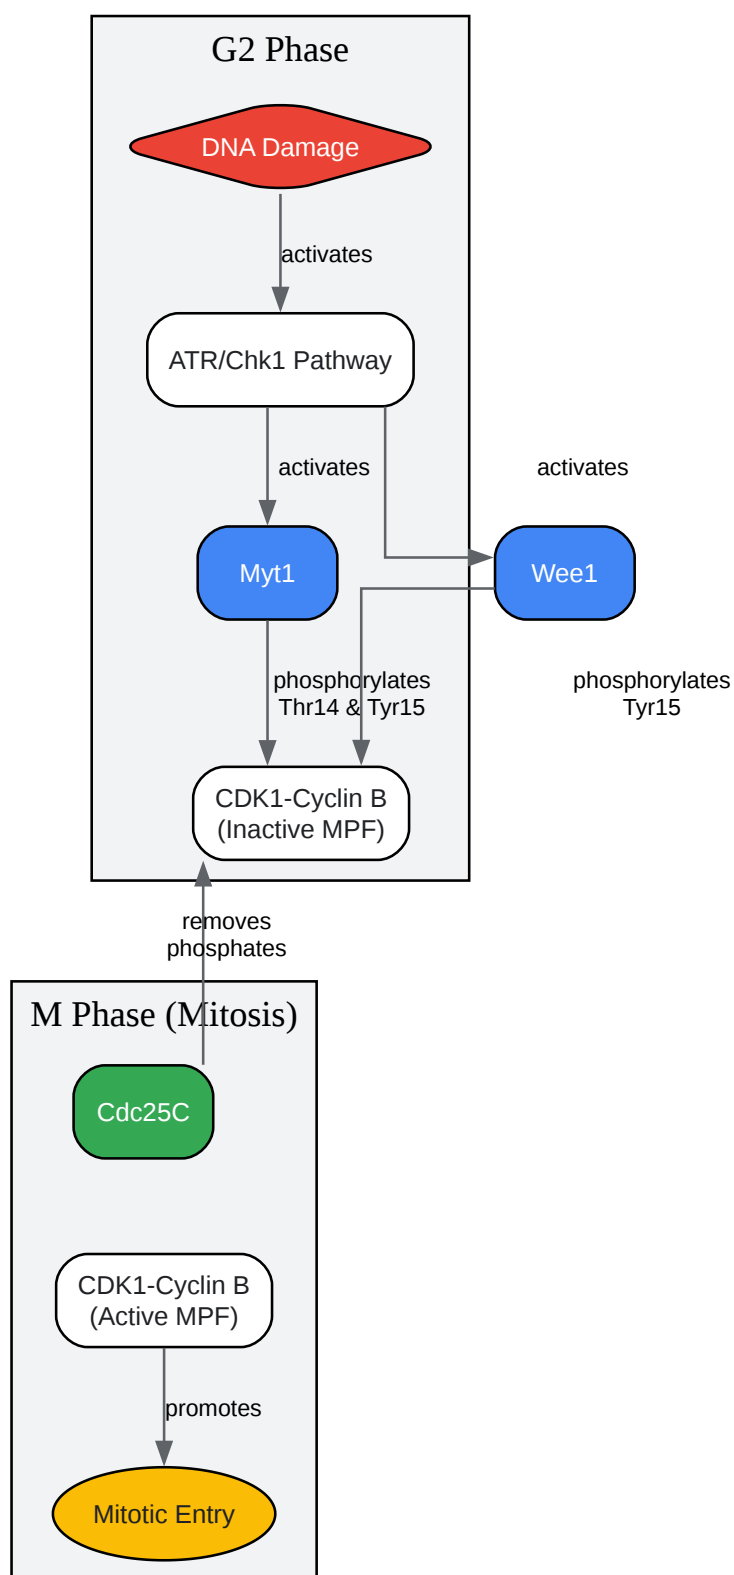 G2 Phase
DNA Damage
activates
ATR/Chk1 Pathway
activates
activates
Myt1
Wee1
phosphorylates
Thr14 & Tyr15
phosphorylates
Tyr15
CDK1-Cyclin B
(Inactive MPF)
removes
phosphates
M Phase (Mitosis)
Cdc25C
CDK1-Cyclin B
(Active MPF)
promotes
Mitotic Entry